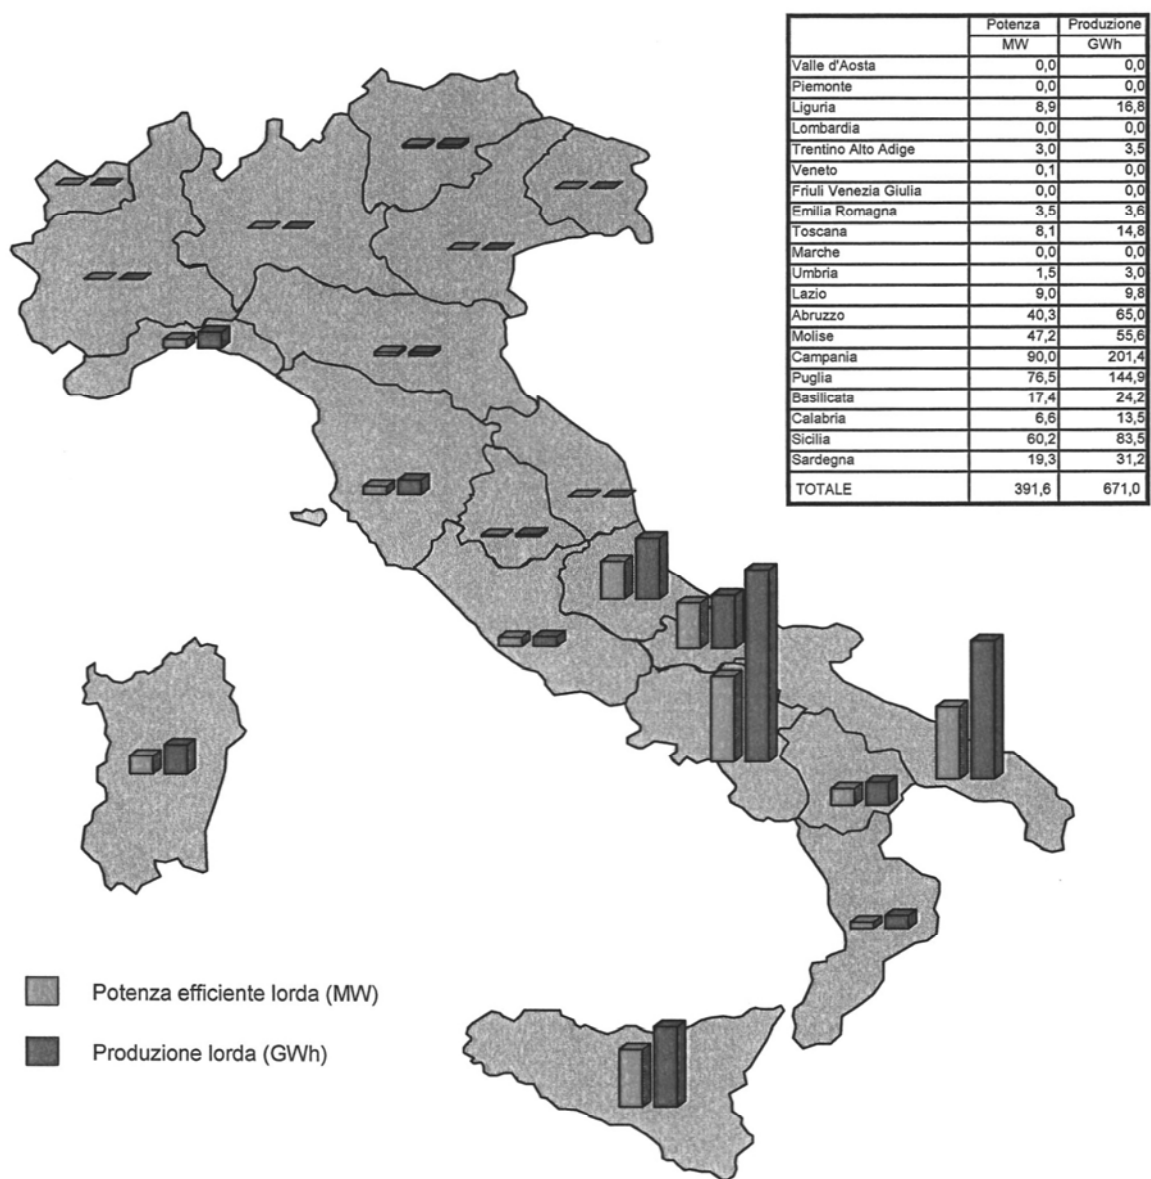 Potenza Produzione
MW GWh
Valle d'Aosta 0,0 0,0
Piemonte 0,0 0,0
Liguria 8,9 16,8
Lombardia 0,0 0,0
Trentino Alto Adige 3,0 3,5
Veneto 0,1 0,0
Friuli Venezia Giulia 0,0 0,0
Emilia Romagna 3,5 3,6
Toscana 8,1 14,8
Marche 0,0 0,0
Umbria 1,5 3,0
Lazio 9,0 9,8
Abruzzo 40,3 65,0
Molise 47,2 55,6
Campania 90,0 201,4
Puglia 76,5 144,9
Basilicata 17,4 24,2
Calabria 6,6 13,5
Sicilia 60,2 83,5
Sardegna 19,3 31,2
TOTALE 391,6 671,0
Potenza efficiente lorda (MW)
Produzione lorda (GWh)